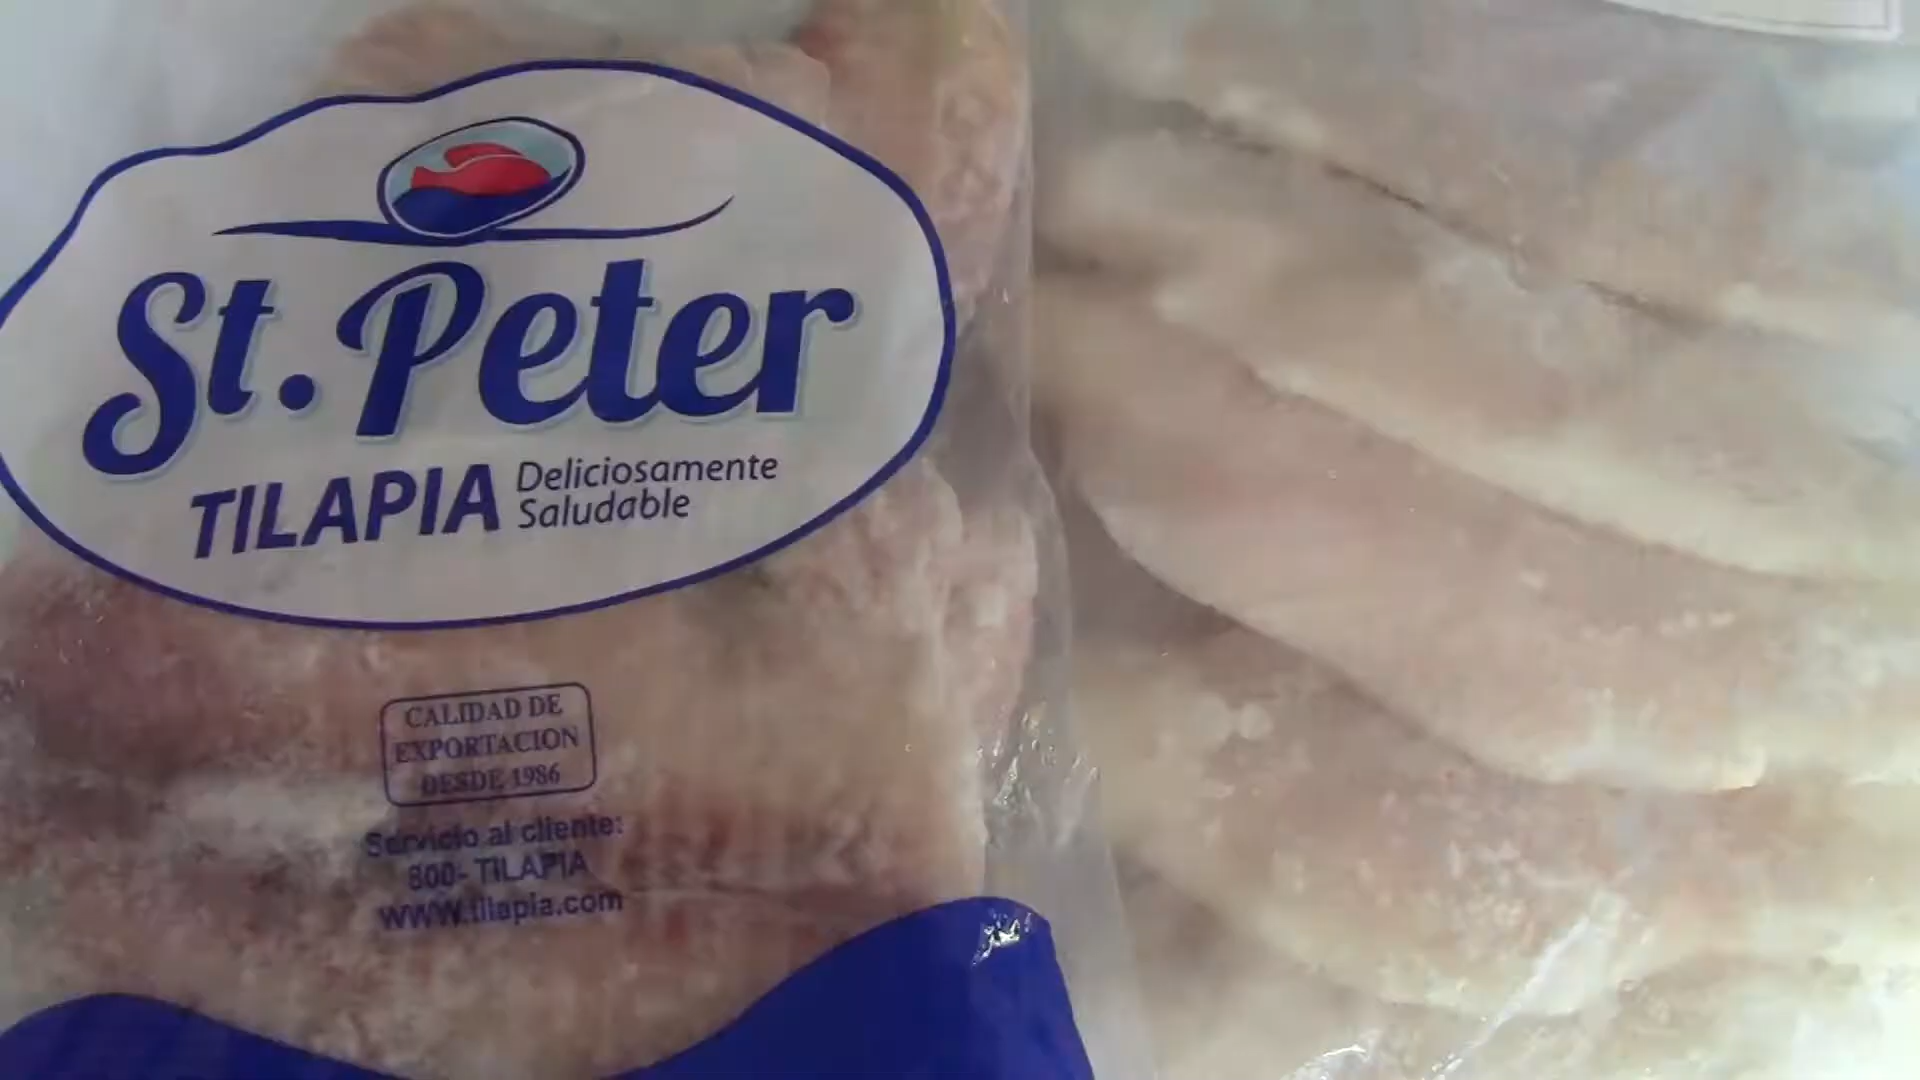 St. Peter
TILAPIA Deliciosamente
Saludable
CALIDAD DE
EXPORTACION
DESDE 1986
Servicio al cliente:
800- TILAPIA
www.tilapia.com